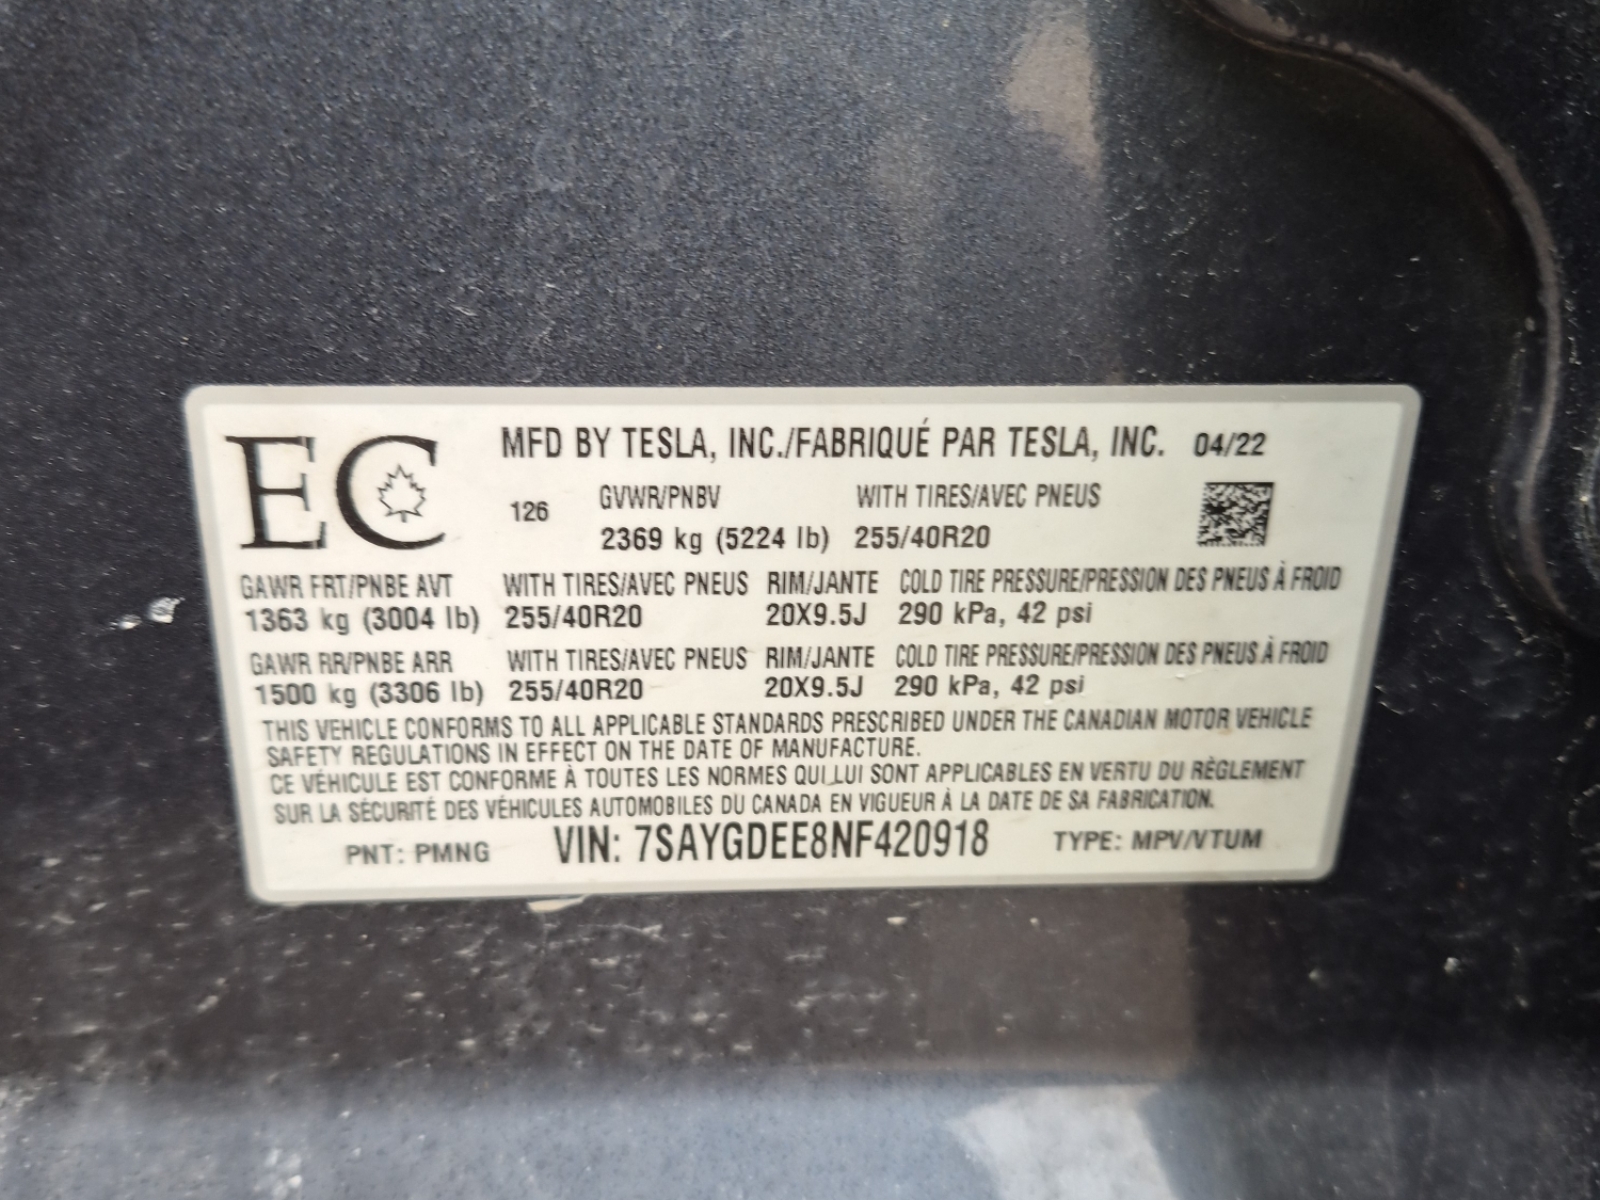 EC
MFD BY TESLA, INC./FABRIQUÉ PAR TESLA, INC. 04/22
126 GVWR/PNBV WITH TIRES/AVEC PNEUS
2369 kg (5224 lb) 255/40R20
GAWR FRT/PNBE AVT WITH TIRES/AVEC PNEUS RIM/JANTE COLD TIRE PRESSURE/PRESSION DES PNEUS À FROID
1363 kg (3004 lb) 255/40R20 20X9.5J 290 kPa, 42 psi
GAWR RR/PNBE ARR WITH TIRES/AVEC PNEUS RIM/JANTE COLD TIRE PRESSURE/PRESSION DES PNEUS À FROID
1500 kg (3306 lb) 255/40R20 20X9.5J 290 kPa, 42 psi
THIS VEHICLE CONFORMS TO ALL APPLICABLE STANDARDS PRESCRIBED UNDER THE CANADIAN MOTOR VEHICLE
SAFETY REGULATIONS IN EFFECT ON THE DATE OF MANUFACTURE.
CE VÉHICULE EST CONFORME À TOUTES LES NORMES QUI LUI SONT APPLICABLES EN VERTU DU RÈGLEMENT
SUR LA SÉCURITÉ DES VÉHICULES AUTOMOBILES DU CANADA EN VIGUEUR À LA DATE DE SA FABRICATION.
PNT: PMNG VIN: 7SAYGDEE8NF420918 TYPE: MPV/VTUM